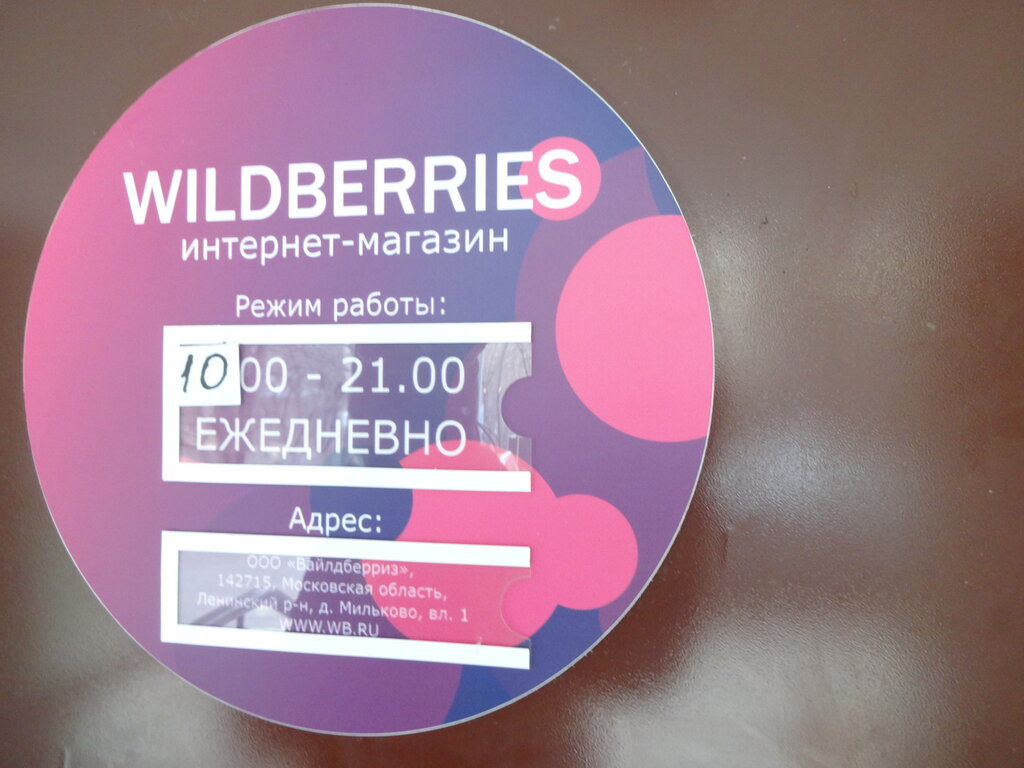 WILDBERRIES
интернет-магазин
Режим работы:
10 00 - 21.00
ЕЖЕДНЕВНО
Адрес:
ООО «Вайлдберриз»,
142715, Московская область,
Ленинский р-н, д. Мильково, вл. 1
WWW.WB.RU